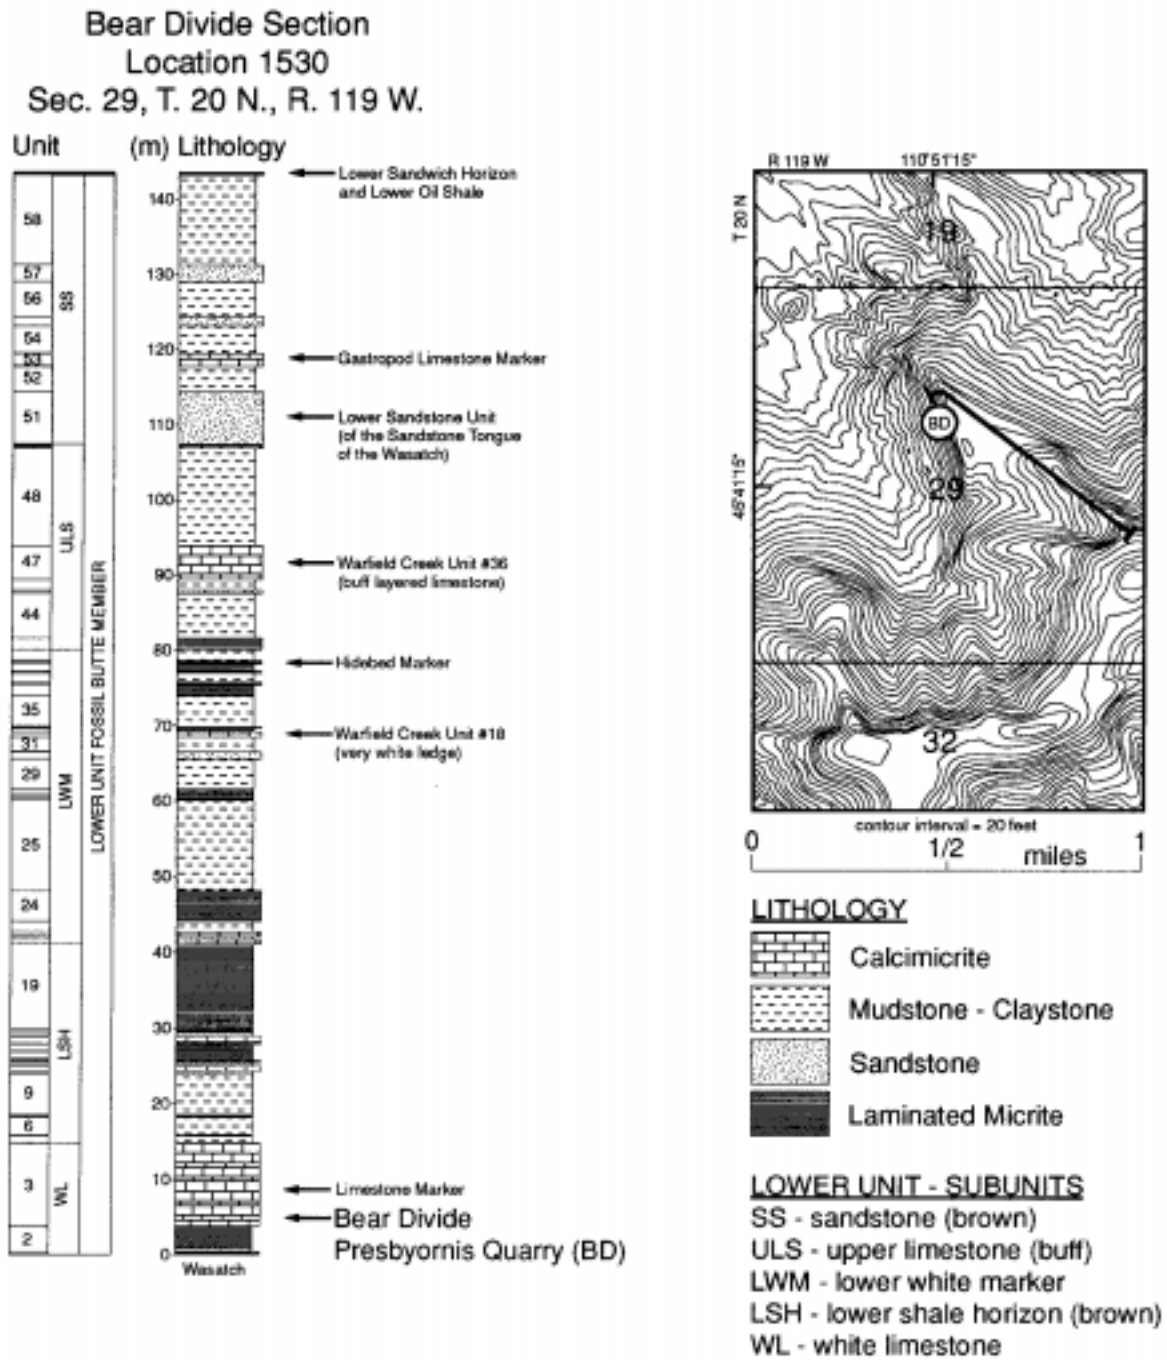 Bear Divide Section
Location 1530
Sec. 29, T. 20 N., R. 119 W.
Unit
(m) Lithology
58
57
56
54
53
52
51
48
47
44
35
31
29
25
24
19
9
6
3
2
SS
ULS
LWM
LSH
WL
LOWER UNIT FOSSIL BUTTE MEMBER
140
130
120
110
100
90
80
70
60
50
40
30
20
10
0
Wasatch
Lower Sandwich Horizon
and Lower Oil Shale
Gastropod Limestone Marker
Lower Sandstone Unit
(of the Sandstone Tongue
of the Wasatch)
Warfield Creek Unit #36
(buff layered limestone)
Hidebed Marker
Warfield Creek Unit #18
(very white ledge)
Limestone Marker
Bear Divide
Presbyornis Quarry (BD)
R 119 W
110°51'15"
T 20 N
46°41'15"
19
BD
29
32
contour interval = 20 feet
0
1/2
miles
1
LITHOLOGY
Calcimicrite
Mudstone - Claystone
Sandstone
Laminated Micrite
LOWER UNIT - SUBUNITS
SS - sandstone (brown)
ULS - upper limestone (buff)
LWM - lower white marker
LSH - lower shale horizon (brown)
WL - white limestone